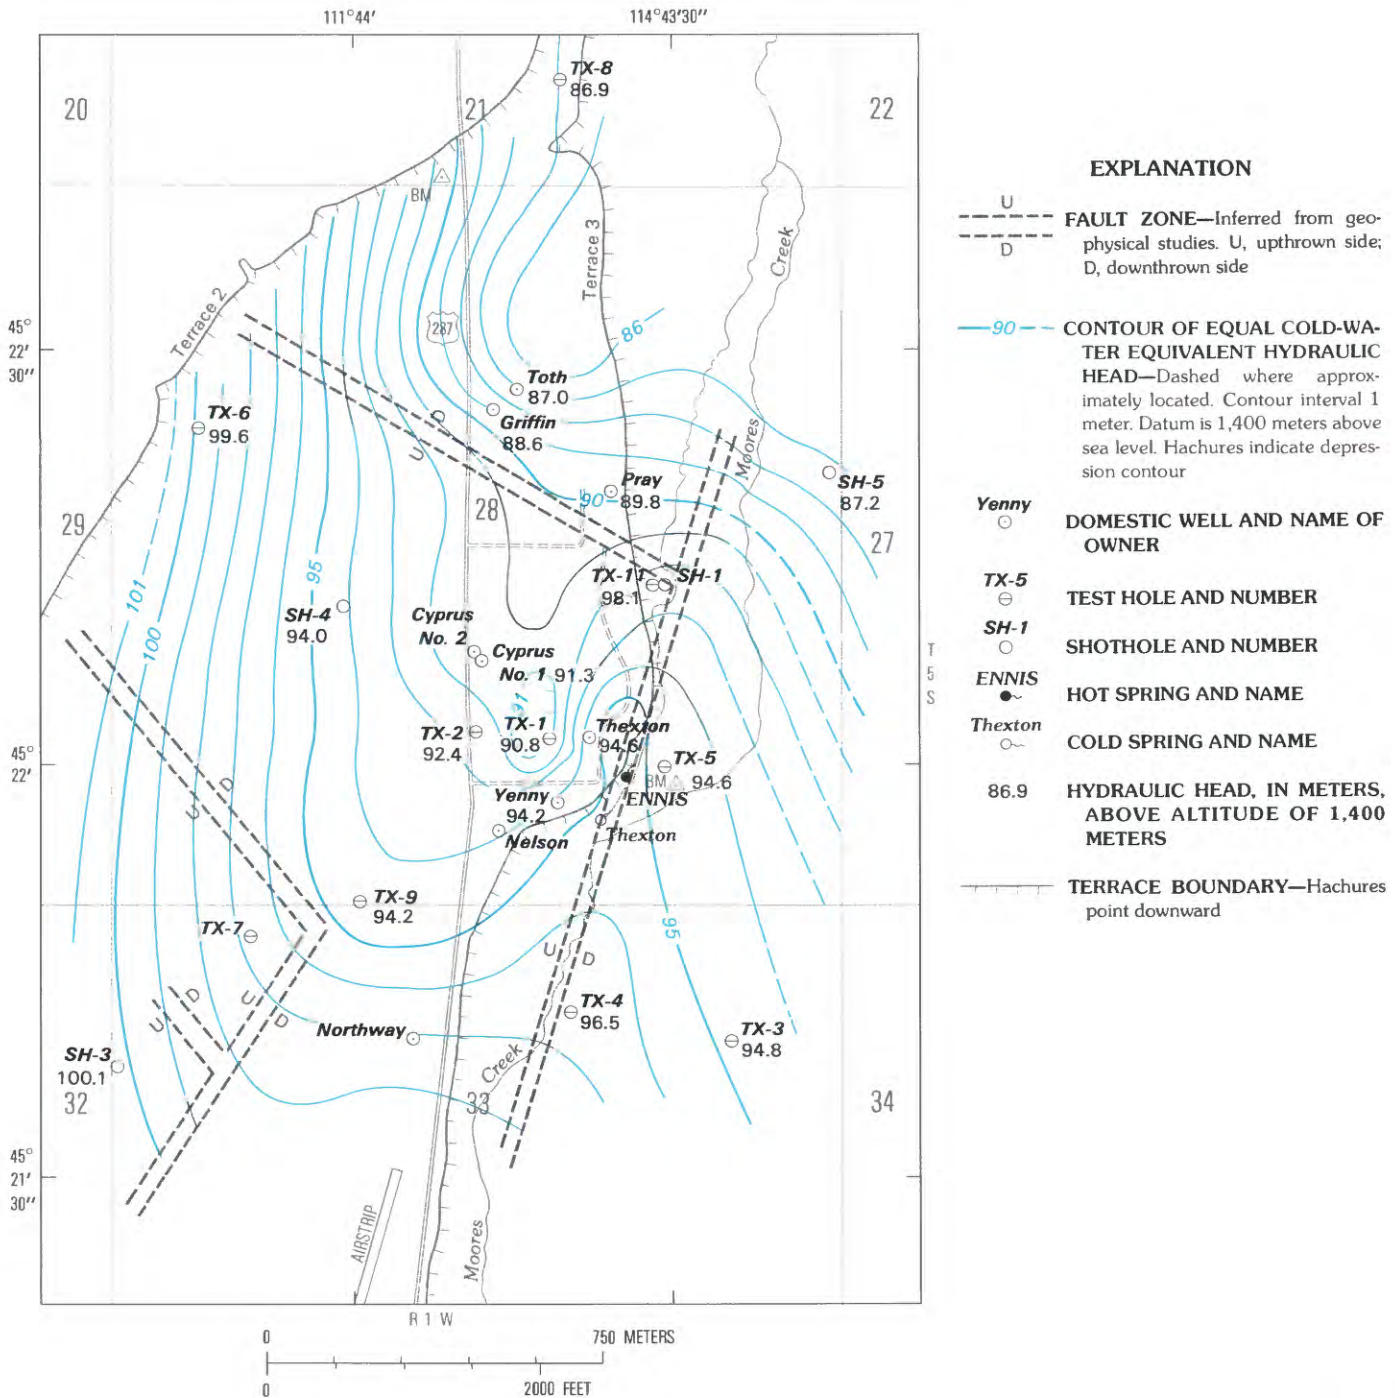 111°44′ 114°43′30″
20
21
22
TX-8
86.9
BM
Terrace 2
Terrace 3
Creek
287
86
45°
22′
30″
Toth
87.0
Griffin
88.6
TX-6
99.6
D
U
Moores
Pray
89.8
90
SH-5
87.2
29
28
27
TX-11
98.1
SH-1
101
100
95
SH-4
94.0
Cyprus
No. 2
Cyprus
No. 1 91.3
91
T
5
S
TX-2
92.4
TX-1
90.8
Thexton
94.6
TX-5
94.6
BM
45°
22′
D
U
Yenny
94.2
ENNIS
Nelson
Thexton
TX-9
94.2
TX-7
95
U
D
D
U
U
D
TX-4
96.5
TX-3
94.8
Northway
SH-3
100.1
Creek
32
33
34
45°
21′
30″
AIRSTRIP
Moores
R 1 W
0 750 METERS
0 2000 FEET
EXPLANATION
U
D
FAULT ZONE—Inferred from geo-
physical studies. U, upthrown side;
D, downthrown side
90
CONTOUR OF EQUAL COLD-WA-
TER EQUIVALENT HYDRAULIC
HEAD—Dashed where approx-
imately located. Contour interval 1
meter. Datum is 1,400 meters above
sea level. Hachures indicate depres-
sion contour
Yenny
DOMESTIC WELL AND NAME OF
OWNER
TX-5
TEST HOLE AND NUMBER
SH-1
SHOTHOLE AND NUMBER
ENNIS
HOT SPRING AND NAME
Thexton
COLD SPRING AND NAME
86.9
HYDRAULIC HEAD, IN METERS,
ABOVE ALTITUDE OF 1,400
METERS
TERRACE BOUNDARY—Hachures
point downward